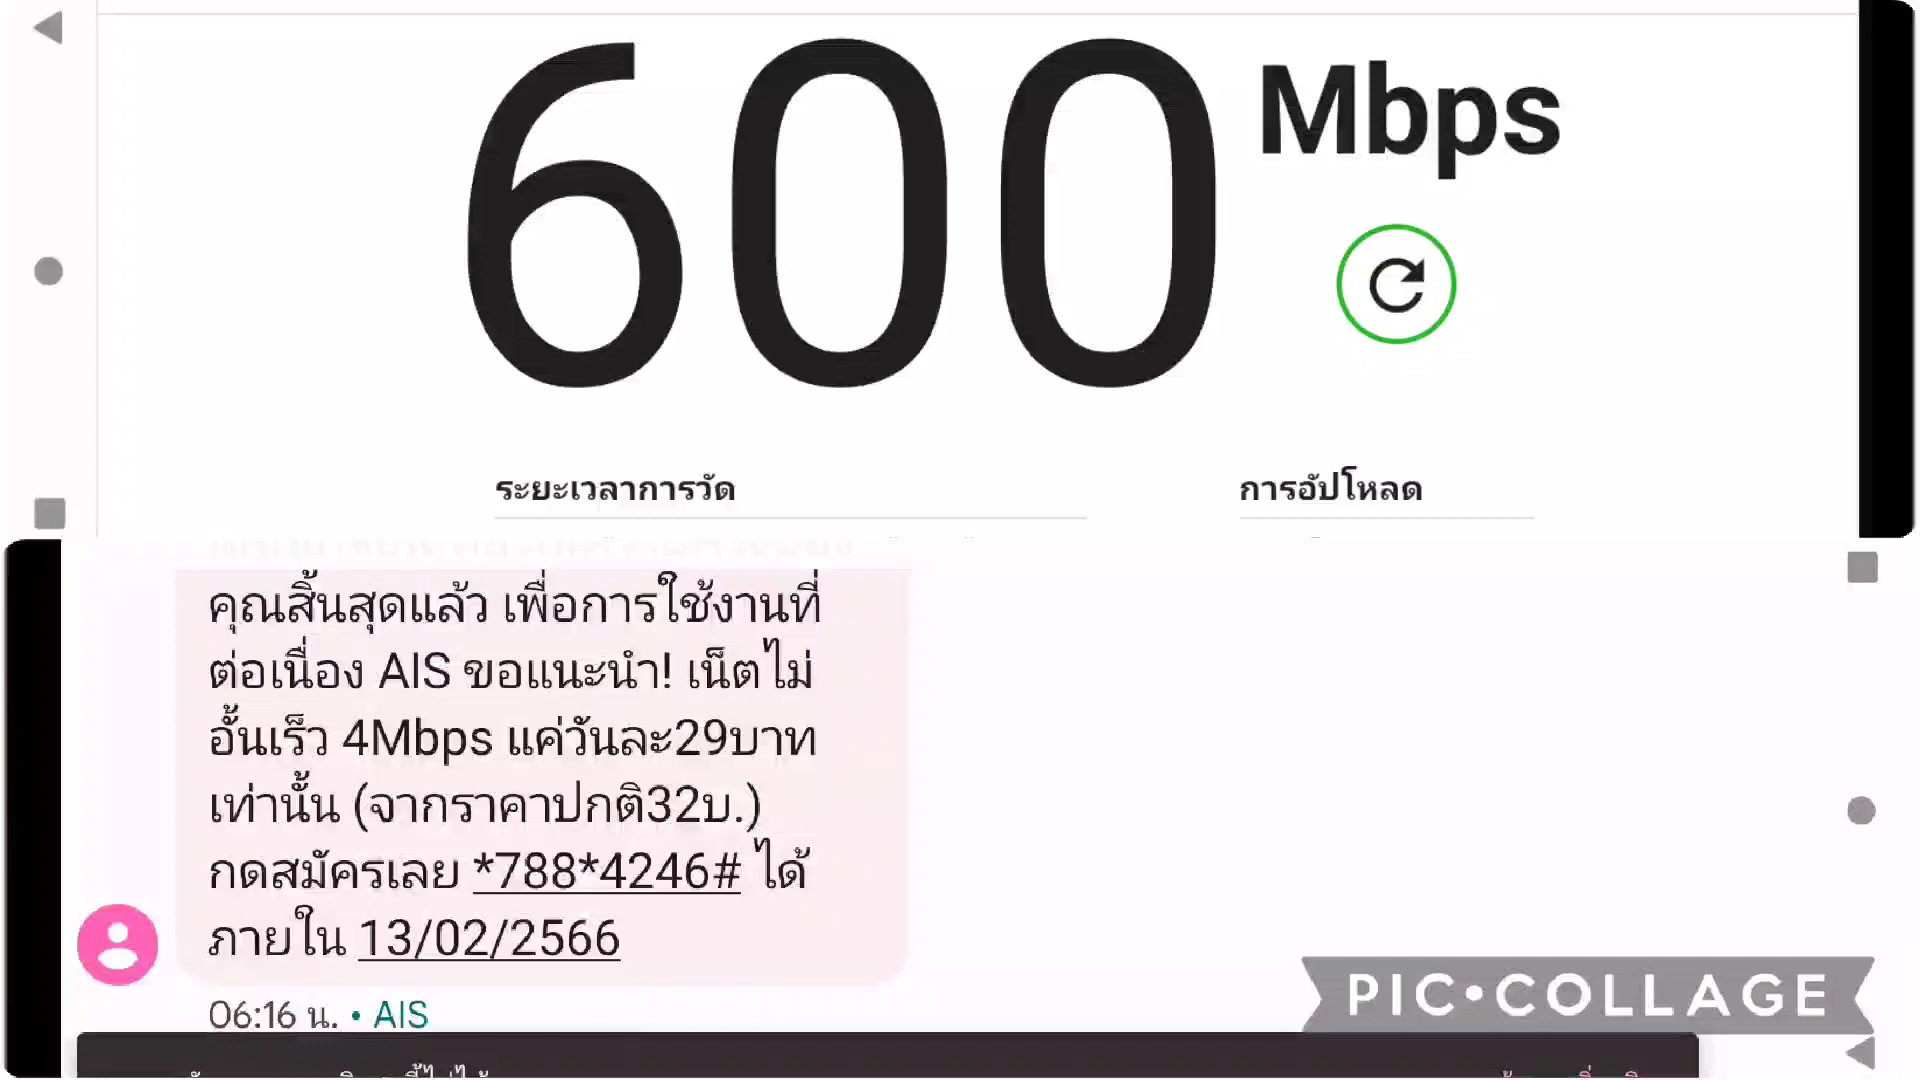 600 Mbps
ระยะเวลาการวัด
การอัปโหลด
คุณสิ้นสุดแล้ว เพื่อการใช้งานที่
ต่อเนื่อง AIS ขอแนะนำ! เน็ตไม่
อั้นเร็ว 4Mbps แค่วันละ29บาท
เท่านั้น (จากราคาปกติ32บ.)
กดสมัครเลย *788*4246# ได้
ภายใน 13/02/2566
06:16 น. • AIS
PIC•COLLAGE